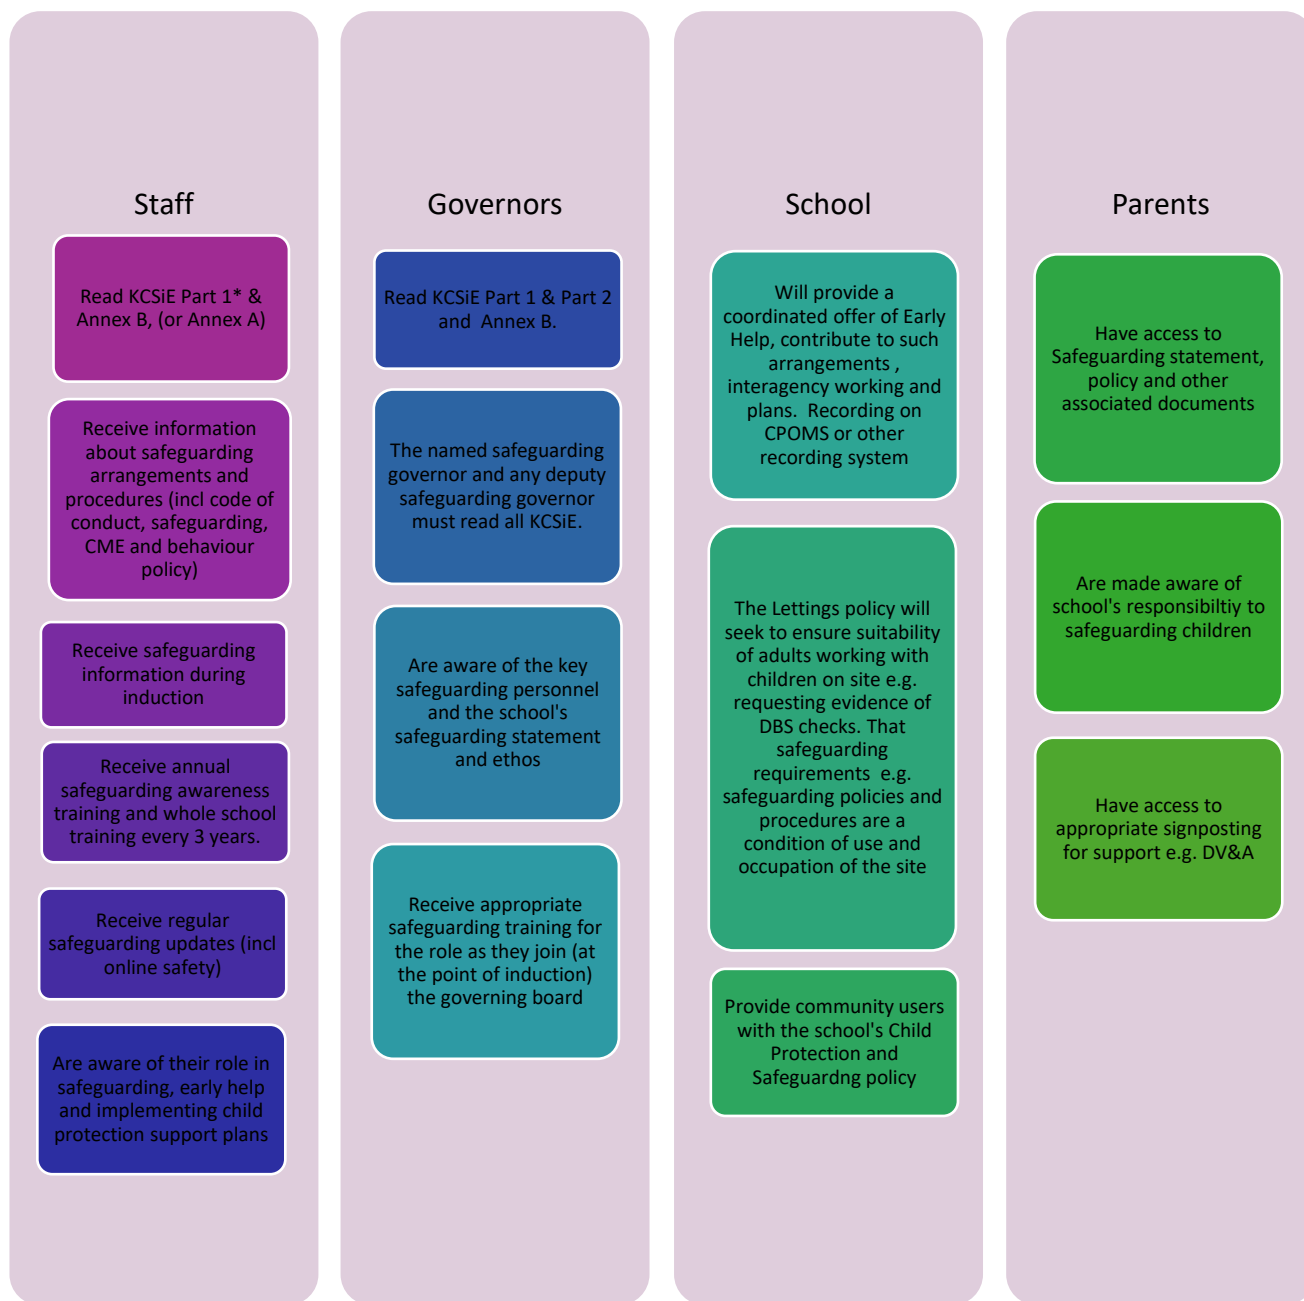 Staff
Read KCSiE Part 1* &
Annex B, (or Annex A)
Receive information
about safeguarding
arrangements and
procedures (incl code of
conduct, safeguarding,
CME and behaviour
policy)
Receive safeguarding
information during
induction
Receive annual
safeguarding awareness
training and whole school
training every 3 years.
Receive regular
safeguarding updates (incl
online safety)
Are aware of their role in
safeguarding, early help
and implementing child
protection support plans
Governors
Read KCSiE Part 1 & Part 2
and Annex B.
The named safeguarding
governor and any deputy
safeguarding governor
must read all KCSiE.
Are aware of the key
safeguarding personnel
and the school's
safeguarding statement
and ethos
Receive appropriate
safeguarding training for
the role as they join (at
the point of induction)
the governing board
School
Will provide a
coordinated offer of Early
Help, contribute to such
arrangements ,
interagency working and
plans. Recording on
CPOMS or other
recording system
The Lettings policy will
seek to ensure suitability
of adults working with
children on site e.g.
requesting evidence of
DBS checks. That
safeguarding
requirements e.g.
safeguarding policies and
procedures are a
condition of use and
occupation of the site
Provide community users
with the school's Child
Protection and
Safeguardng policy
Parents
Have access to
Safeguarding statement,
policy and other
associated documents
Are made aware of
school's responsibiltiy to
safeguarding children
Have access to
appropriate signposting
for support e.g. DV&A